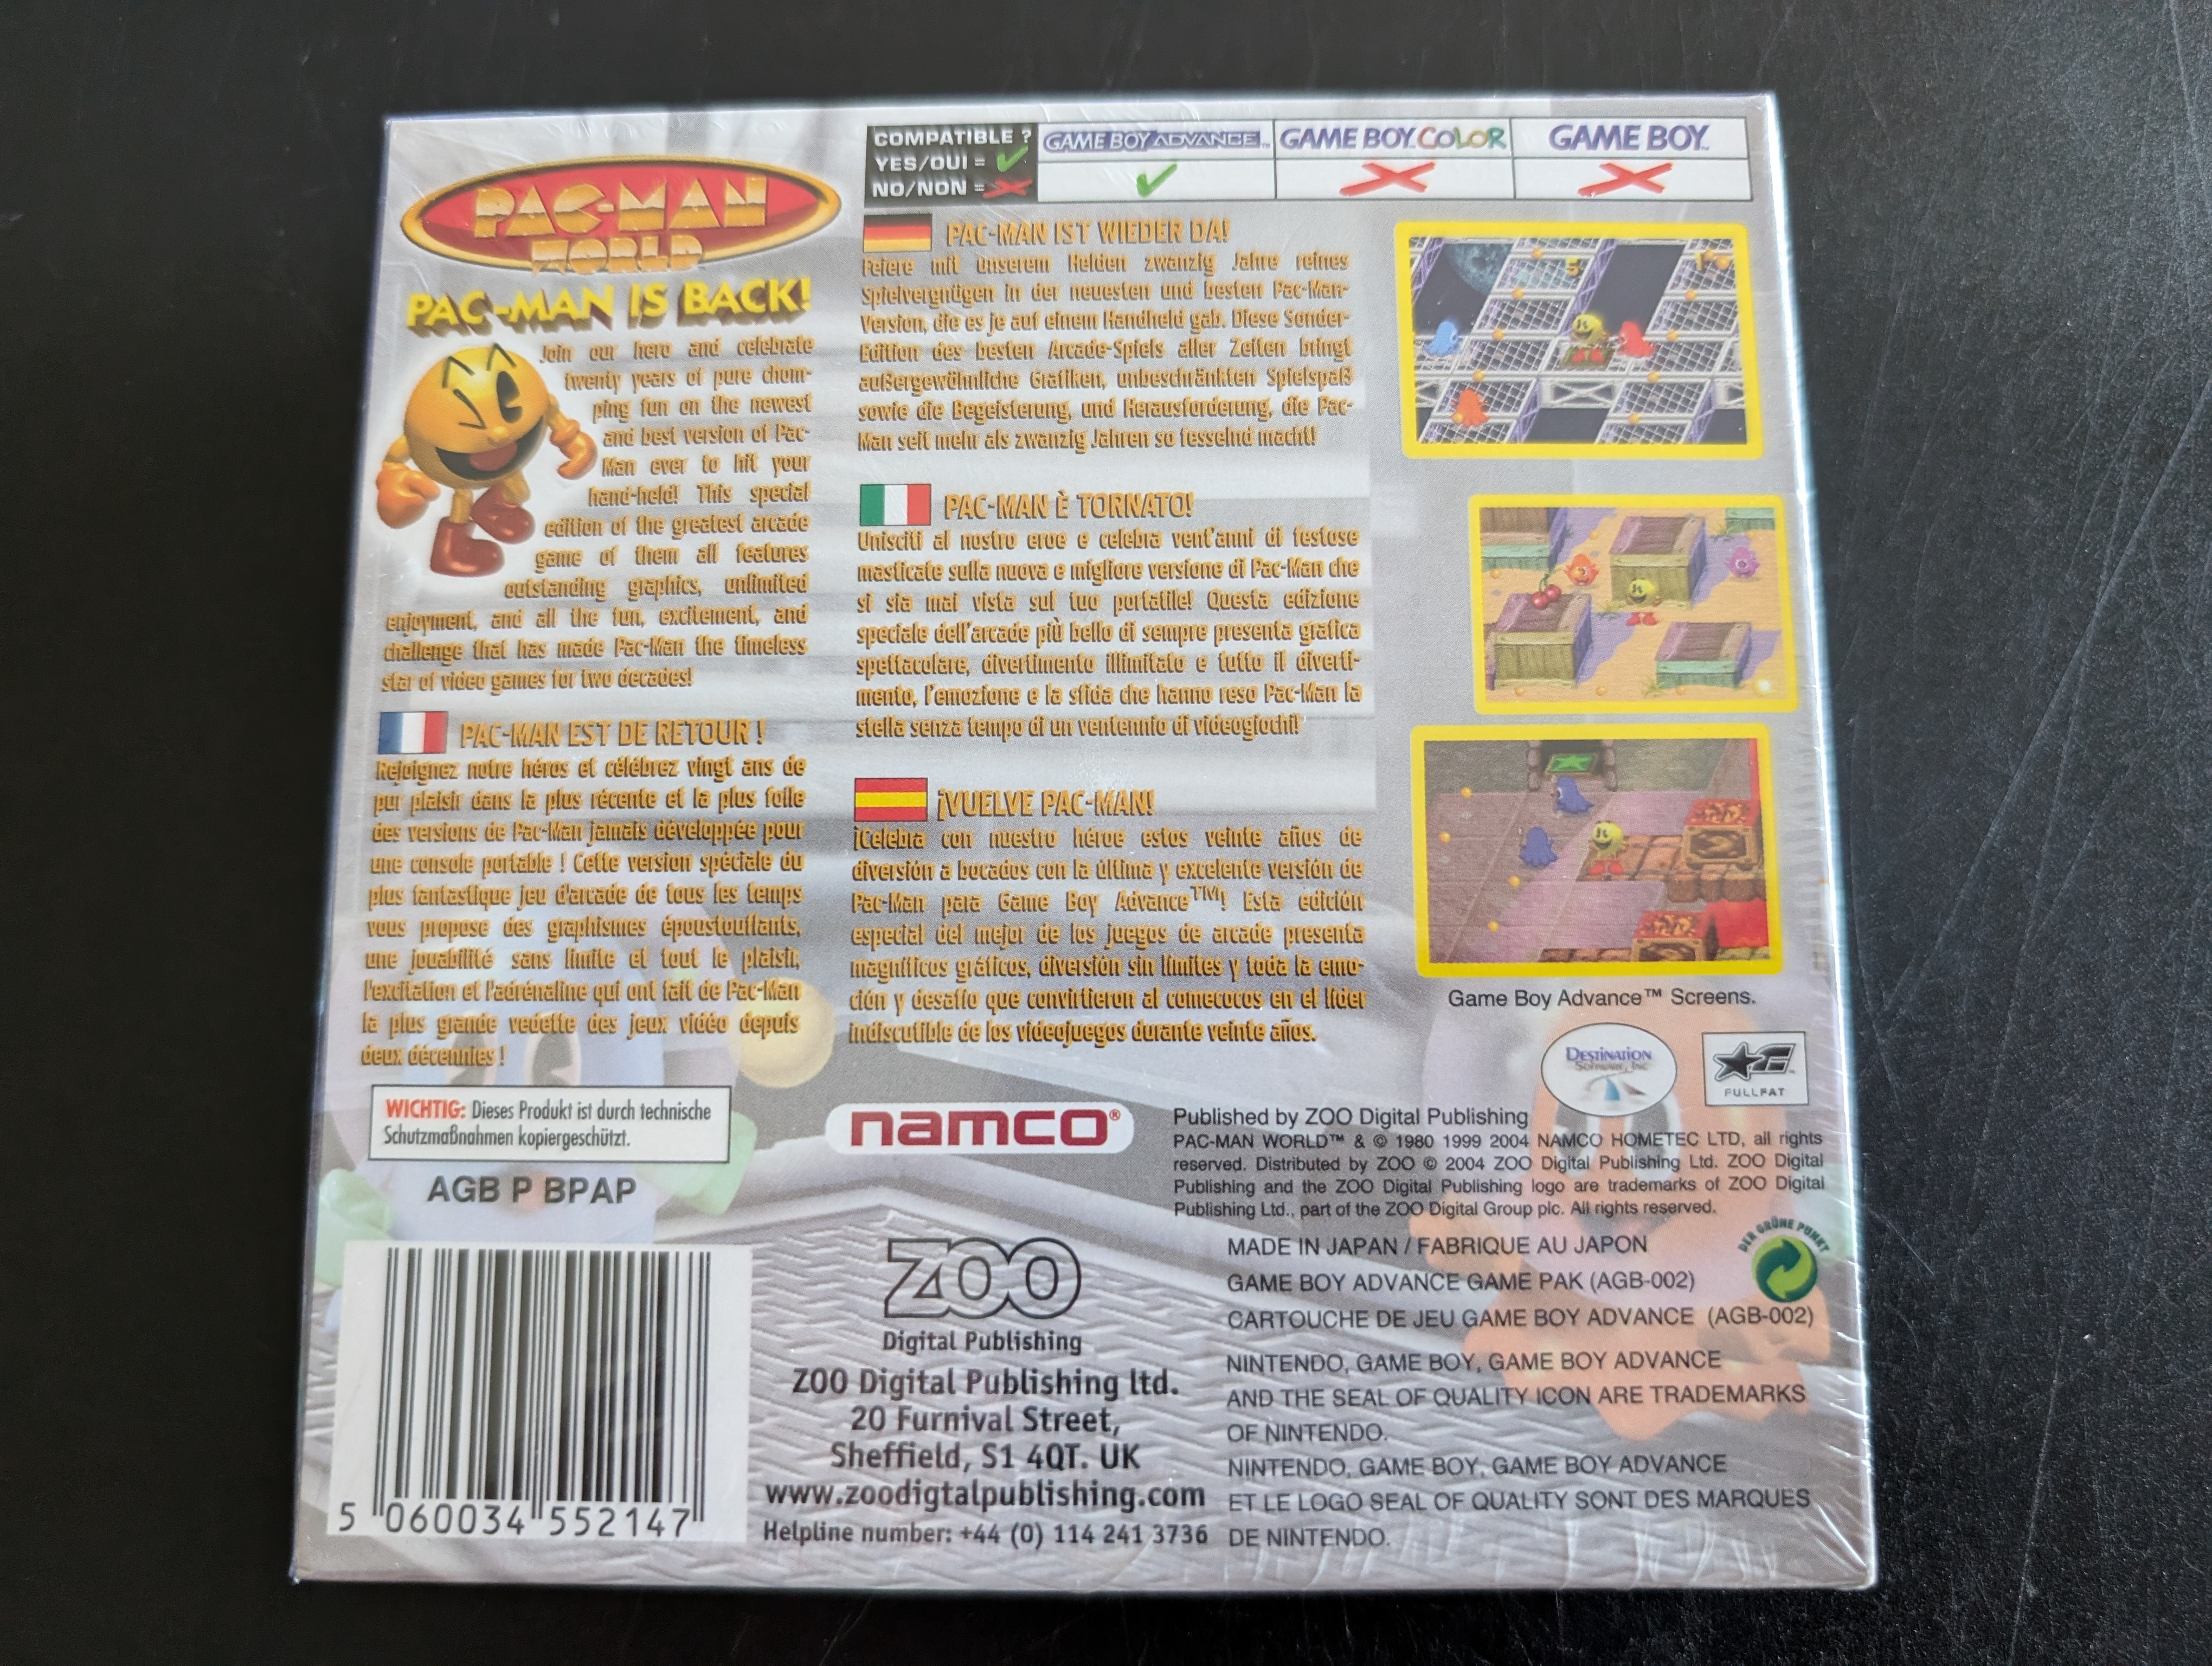 PAC-MAN
WORLD
PAC-MAN IS BACK!
Join our hero and celebrate
twenty years of pure chom-
ping fun on the newest
and best version of Pac-
Man ever to hit your
hand-held! This special
edition of the greatest arcade
game of them all features
outstanding graphics, unlimited
enjoyment, and all the fun, excitement, and
challenge that has made Pac-Man the timeless
star of video games for two decades!
PAC-MAN EST DE RETOUR !
Rejoignez notre héros et célébrez vingt ans de
pur plaisir dans la plus récente et la plus folle
des versions de Pac-Man jamais développée pour
une console portable ! Cette version spéciale du
plus fantastique jeu d'arcade de tous les temps
vous propose des graphismes époustouflants,
une jouabilité sans limite et tout le plaisir,
l'excitation et l'adrénaline qui ont fait de Pac-Man
la plus grande vedette des jeux vidéo depuis
deux décennies !
WICHTIG: Dieses Produkt ist durch technische
Schutzmaßnahmen kopiergeschützt.
AGB P BPAP
5 060034 552147
COMPATIBLE ?
YES/OUI =
NO/NON =
GAME BOY ADVANCE™
GAME BOY COLOR
GAME BOY™
PAC-MAN IST WIEDER DA!
Feiere mit unserem Helden zwanzig Jahre reines
Spielvergnügen in der neuesten und besten Pac-Man-
Version, die es je auf einem Handheld gab. Diese Sonder-
Edition des besten Arcade-Spiels aller Zeiten bringt
außergewöhnliche Grafiken, unbeschränkten Spielspaß
sowie die Begeisterung, und Herausforderung, die Pac-
Man seit mehr als zwanzig Jahren so fesselnd macht!
PAC-MAN È TORNATO!
Unisciti al nostro eroe e celebra vent'anni di festose
masticate sulla nuova e migliore versione di Pac-Man che
si sia mai vista sul tuo portatile! Questa edizione
speciale dell'arcade più bello di sempre presenta grafica
spettacolare, divertimento illimitato e tutto il diverti-
mento, l'emozione e la sfida che hanno reso Pac-Man la
stella senza tempo di un ventennio di videogiochi!
¡VUELVE PAC-MAN!
¡Celebra con nuestro héroe estos veinte años de
diversión a bocados con la última y excelente versión de
Pac-Man para Game Boy Advance™! Esta edición
especial del mejor de los juegos de arcade presenta
magníficos gráficos, diversión sin límites y toda la emo-
ción y desafío que convirtieron al comecocos en el líder
indiscutible de los videojuegos durante veinte años.
Game Boy Advance™ Screens.
DESTINATION
SOFTWARE, INC
FULLFAT
namco®
Published by ZOO Digital Publishing
PAC-MAN WORLD™ & © 1980 1999 2004 NAMCO HOMETEC LTD, all rights
reserved. Distributed by ZOO © 2004 ZOO Digital Publishing Ltd. ZOO Digital
Publishing and the ZOO Digital Publishing logo are trademarks of ZOO Digital
Publishing Ltd., part of the ZOO Digital Group plc. All rights reserved.
ZOO
Digital Publishing
ZOO Digital Publishing ltd.
20 Furnival Street,
Sheffield, S1 4QT. UK
www.zoodigtalpublishing.com
Helpline number: +44 (0) 114 241 3736
MADE IN JAPAN / FABRIQUE AU JAPON
GAME BOY ADVANCE GAME PAK (AGB-002)
CARTOUCHE DE JEU GAME BOY ADVANCE (AGB-002)
DER GRÜNE PUNKT
NINTENDO, GAME BOY, GAME BOY ADVANCE
AND THE SEAL OF QUALITY ICON ARE TRADEMARKS
OF NINTENDO.
NINTENDO, GAME BOY, GAME BOY ADVANCE
ET LE LOGO SEAL OF QUALITY SONT DES MARQUES
DE NINTENDO.